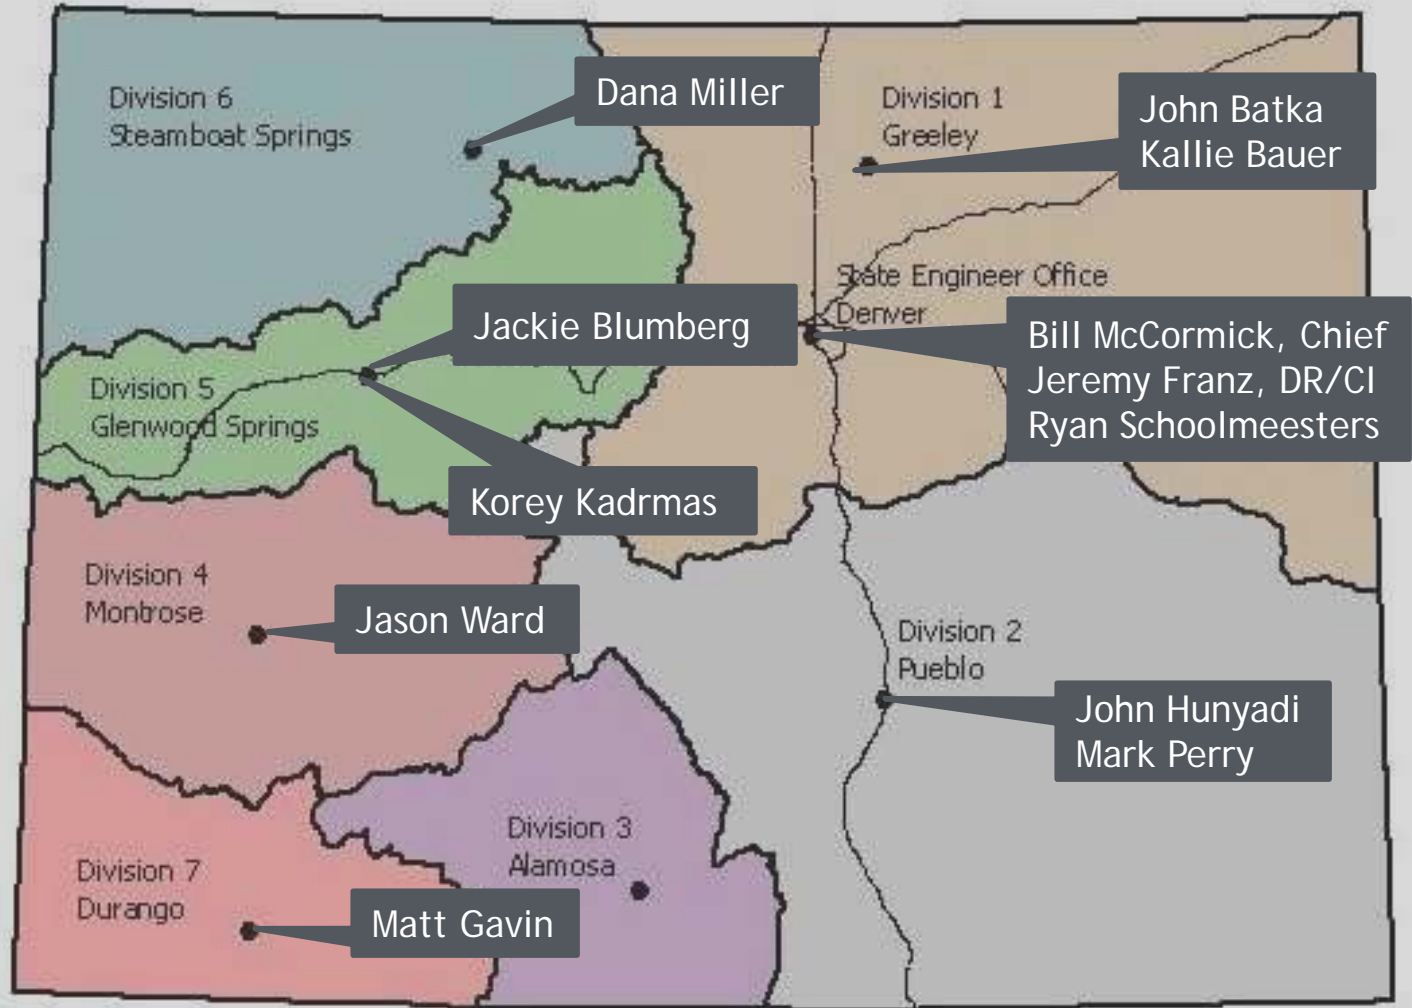 Division 6
Steamboat Springs
Dana Miller
Division 1
Greeley
John Batka
Kallie Bauer
State Engineer Office
Denver
Bill McCormick, Chief
Jeremy Franz, DR/CI
Ryan Schoolmeesters
Jackie Blumberg
Division 5
Glenwood Springs
Korey Kadrmas
Division 4
Montrose
Jason Ward
Division 2
Pueblo
John Hunyadi
Mark Perry
Division 3
Alamosa
Division 7
Durango
Matt Gavin